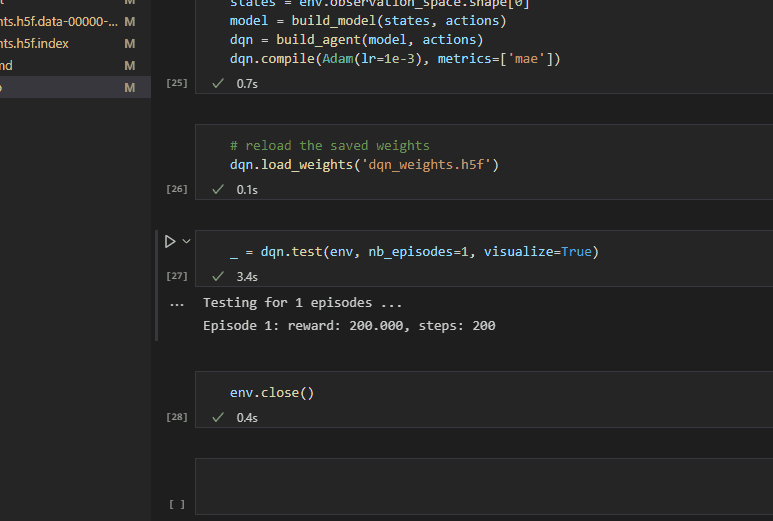 states = env.observation_space.shape[0]
model = build_model(states, actions)
dqn = build_agent(model, actions)
dqn.compile(Adam(lr=1e-3), metrics=['mae'])
[25] ✓ 0.7s
nts.h5f.data-00000-... M
nts.h5f.index M
md M
M
# reload the saved weights
dqn.load_weights('dqn_weights.h5f')
[26] ✓ 0.1s
_ = dqn.test(env, nb_episodes=1, visualize=True)
[27] ✓ 3.4s
... Testing for 1 episodes ...
Episode 1: reward: 200.000, steps: 200
env.close()
[28] ✓ 0.4s
[ ]